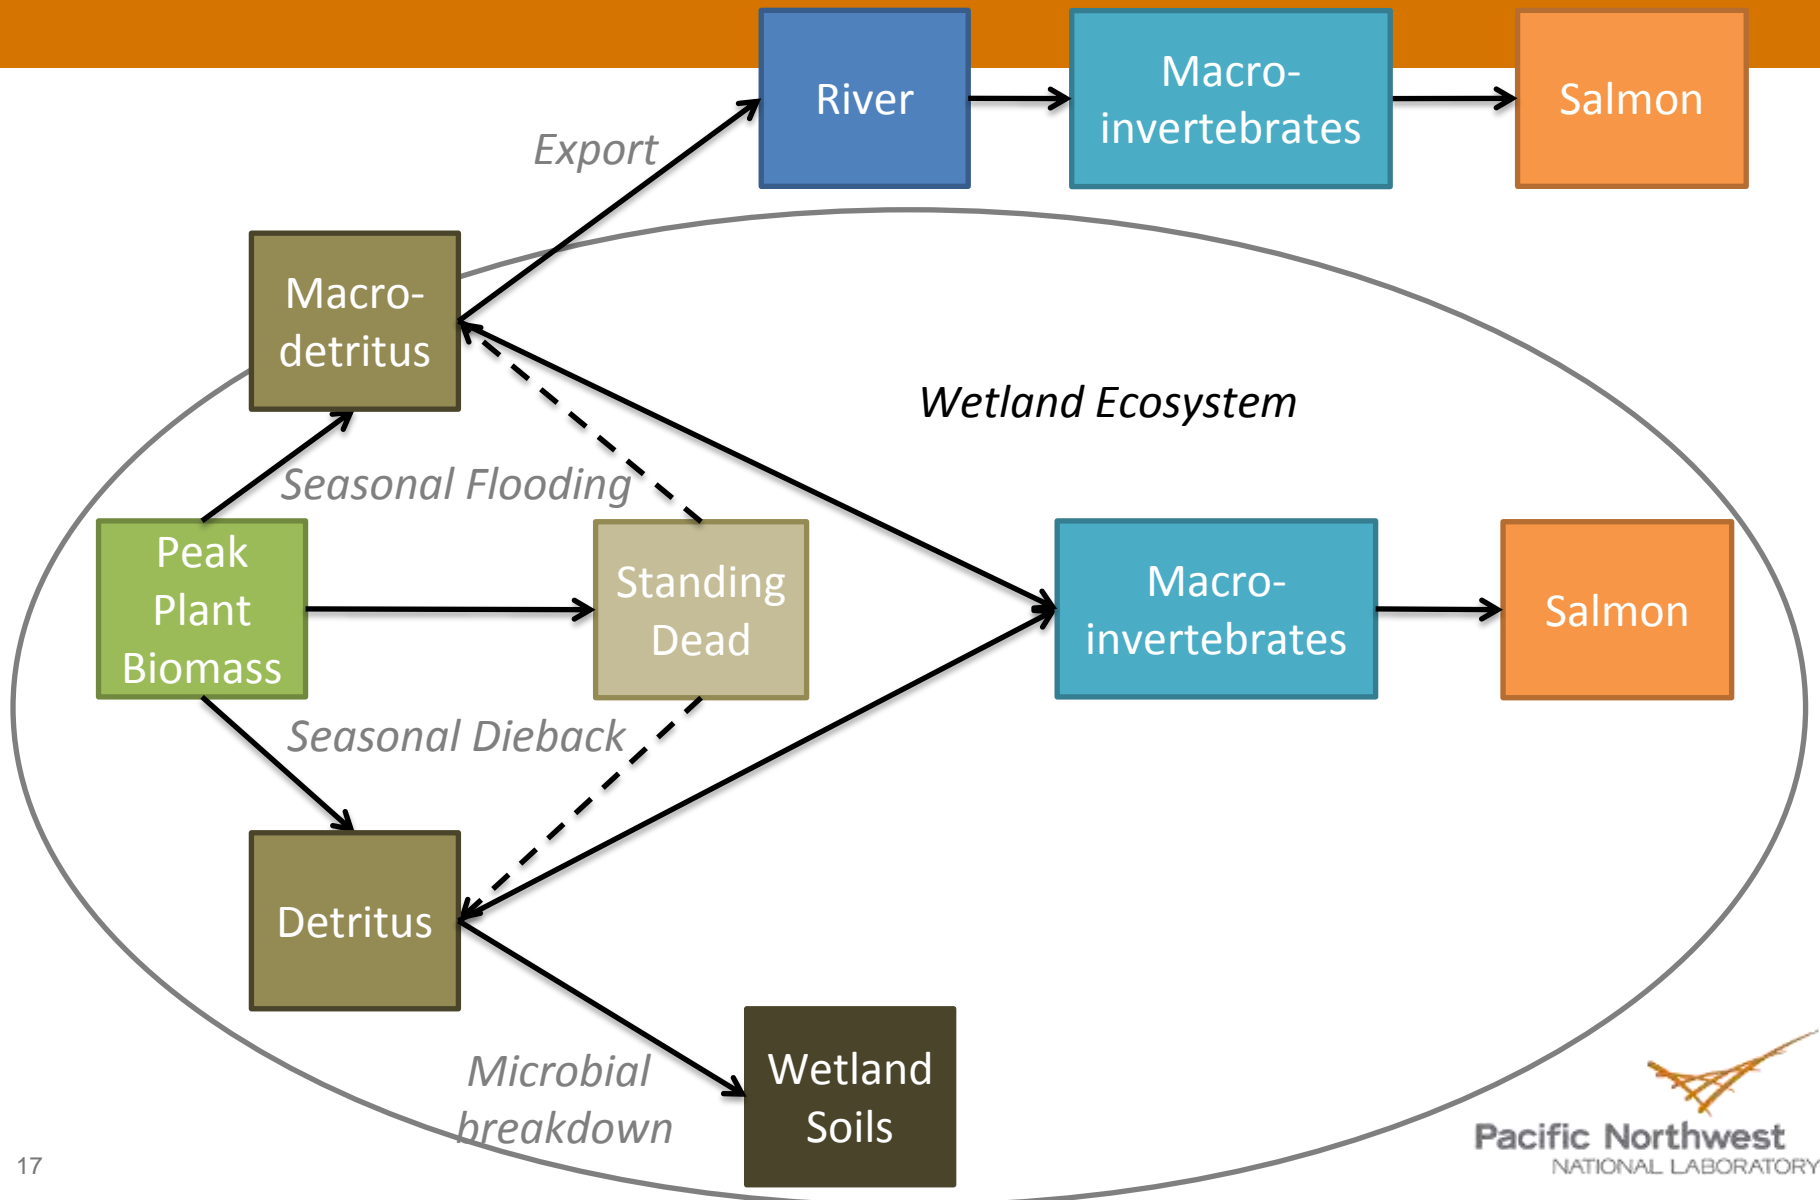 River
Macro-
invertebrates
Salmon
Export
Macro-
detritus
Wetland Ecosystem
Seasonal Flooding
Peak
Plant
Biomass
Standing
Dead
Macro-
invertebrates
Salmon
Seasonal Dieback
Detritus
Microbial
breakdown
Wetland
Soils
Pacific Northwest
NATIONAL LABORATORY
17